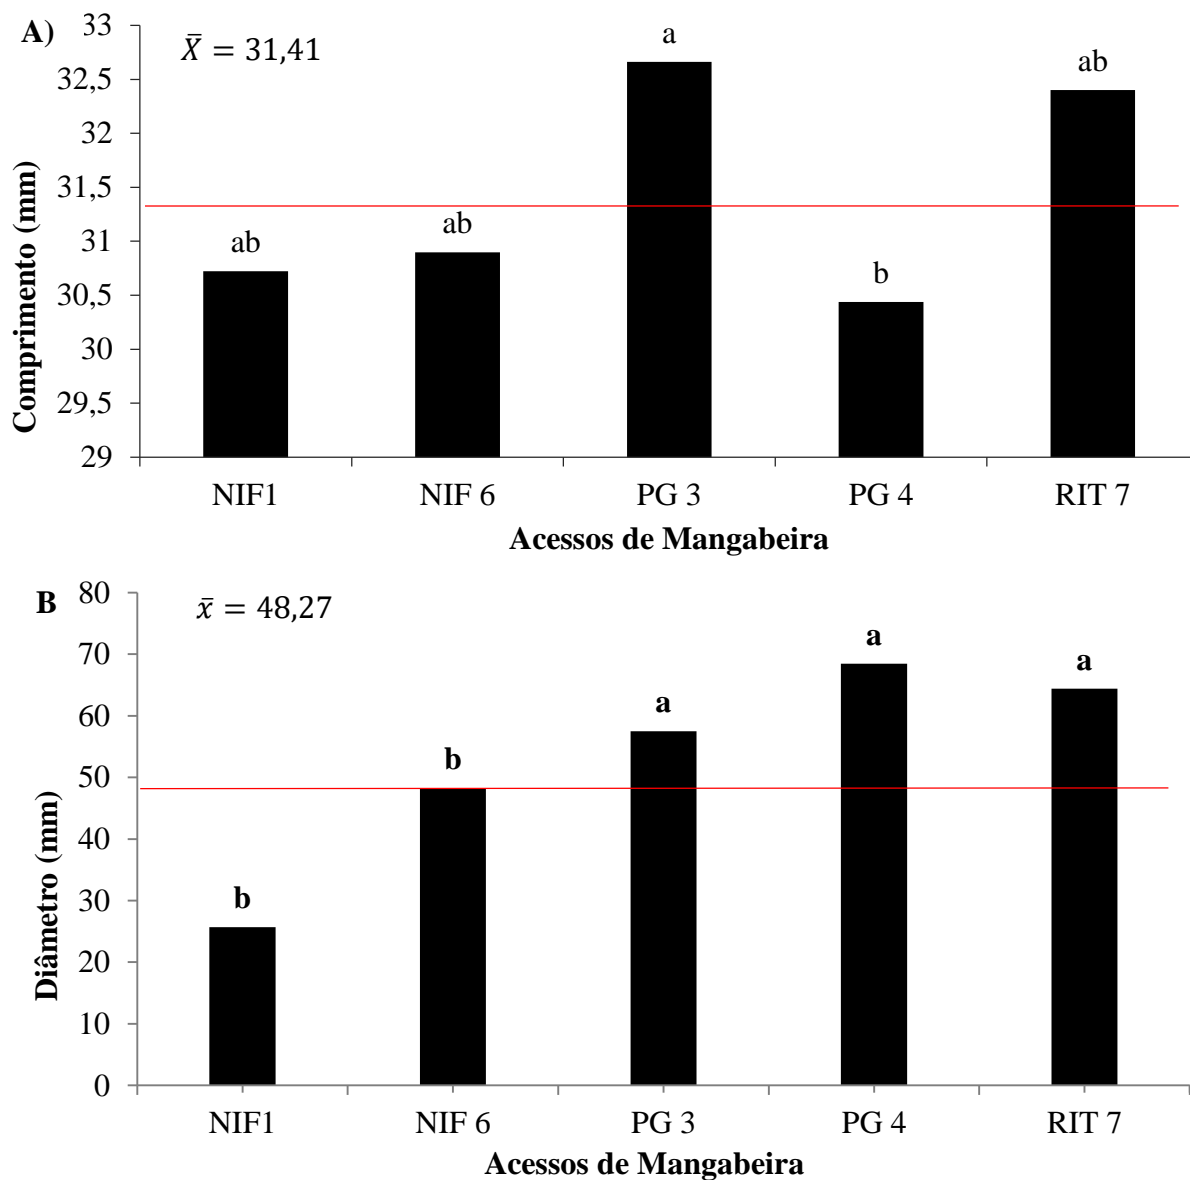 A)
X̄ = 31,41
Comprimento (mm)
33
32,5
32
31,5
31
30,5
30
29,5
29
ab
ab
a
b
ab
NIF1
NIF 6
PG 3
PG 4
RIT 7
Acessos de Mangabeira
B
x̄ = 48,27
Diâmetro (mm)
80
70
60
50
40
30
20
10
0
b
b
a
a
a
NIF1
NIF 6
PG 3
PG 4
RIT 7
Acessos de Mangabeira